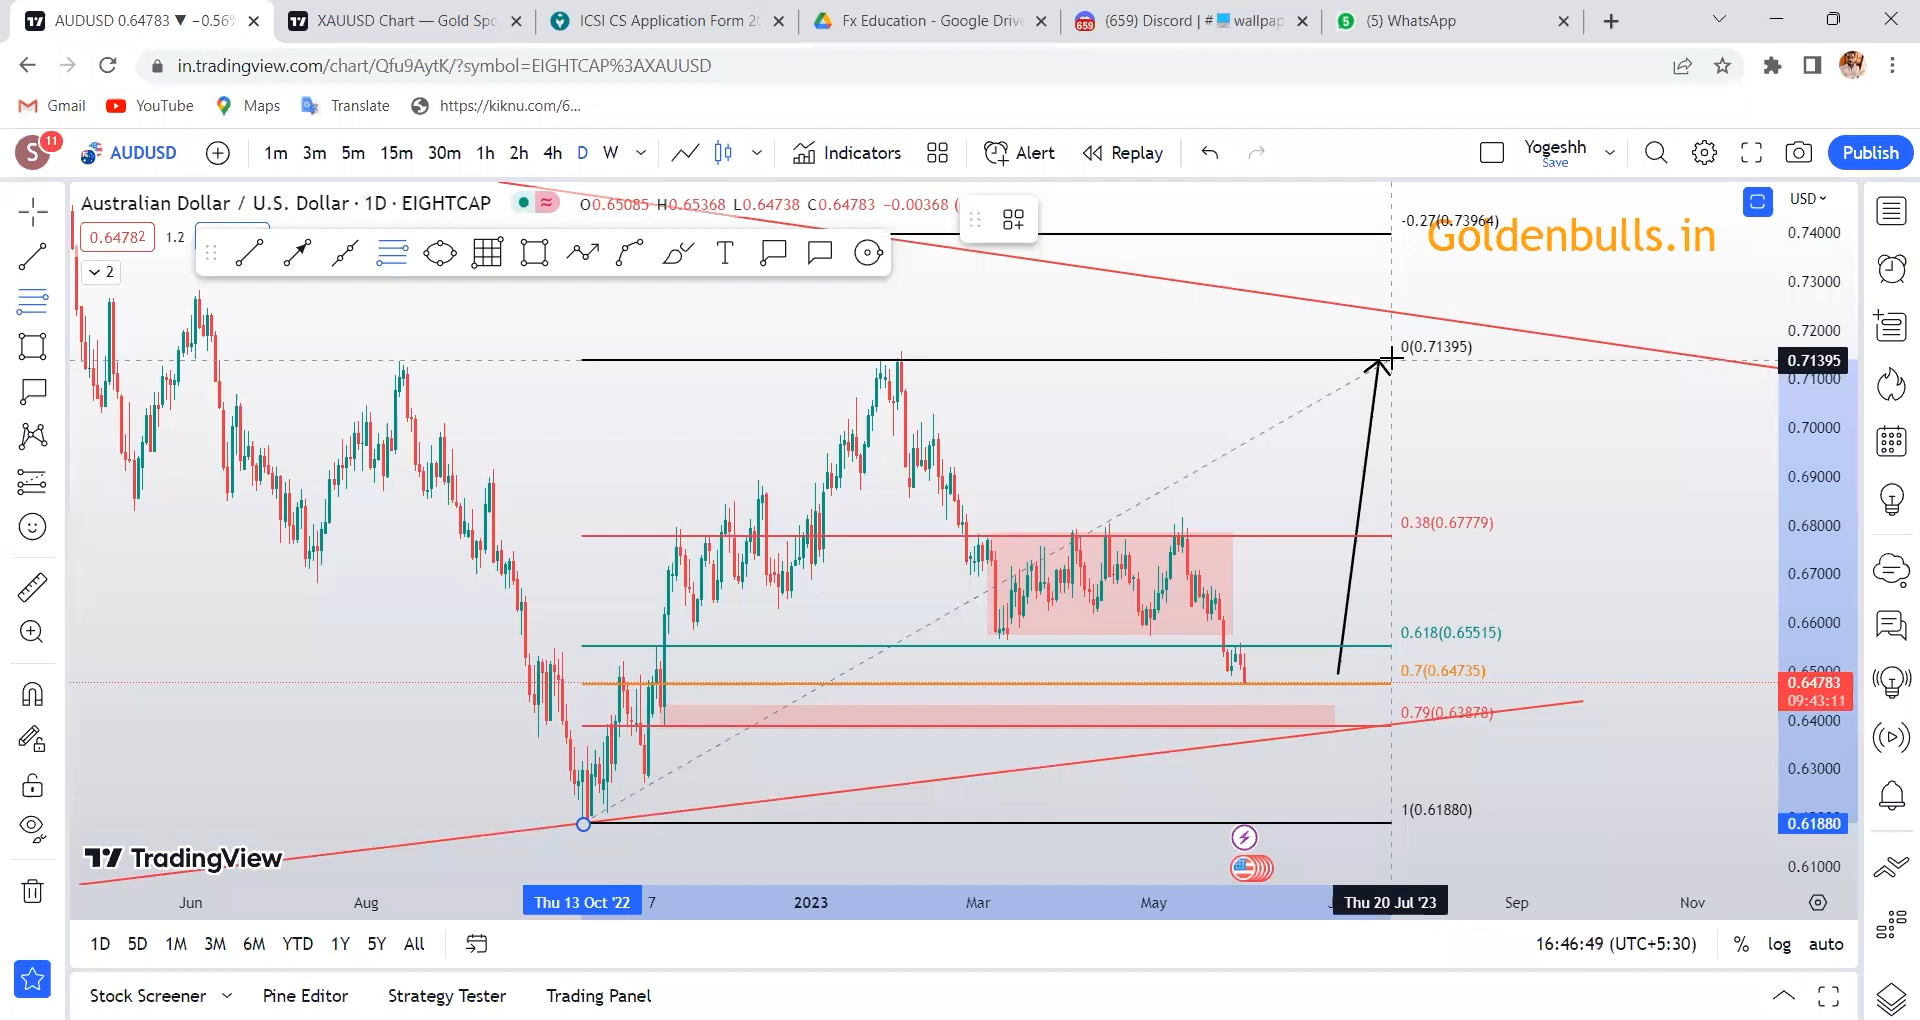 AUDUSD 0.64783 ▼ −0.56%
XAUUSD Chart — Gold Spo
ICSI CS Application Form 20
Fx Education - Google Drive
(659) Discord | # wallpap
(5) WhatsApp
in.tradingview.com/chart/Qfu9AytK/?symbol=EIGHTCAP%3AXAUUSD
Gmail
YouTube
Maps
Translate
https://kiknu.com/6...
S
11
AUDUSD
1m 3m 5m 15m 30m 1h 2h 4h D W
Indicators
Alert
Replay
Yogeshh
Save
Publish
Australian Dollar / U.S. Dollar · 1D · EIGHTCAP
O0.65085 H0.65368 L0.64738 C0.64783 −0.00368 (
USD
0.64782
1.2
2
-0.27(0.73964)
Goldenbulls.in
0.74000
0.73000
0.72000
0(0.71395)
0.71395
0.71000
0.70000
0.69000
0.38(0.67779)
0.68000
0.67000
0.618(0.65515)
0.66000
0.7(0.64735)
0.65000
0.64783
09:43:11
0.79(0.63878)
0.64000
0.63000
1(0.61880)
0.61880
0.61000
TradingView
Jun
Aug
Thu 13 Oct '22
7
2023
Mar
May
Thu 20 Jul '23
Sep
Nov
1D 5D 1M 3M 6M YTD 1Y 5Y All
16:46:49 (UTC+5:30)
% log auto
Stock Screener
Pine Editor
Strategy Tester
Trading Panel